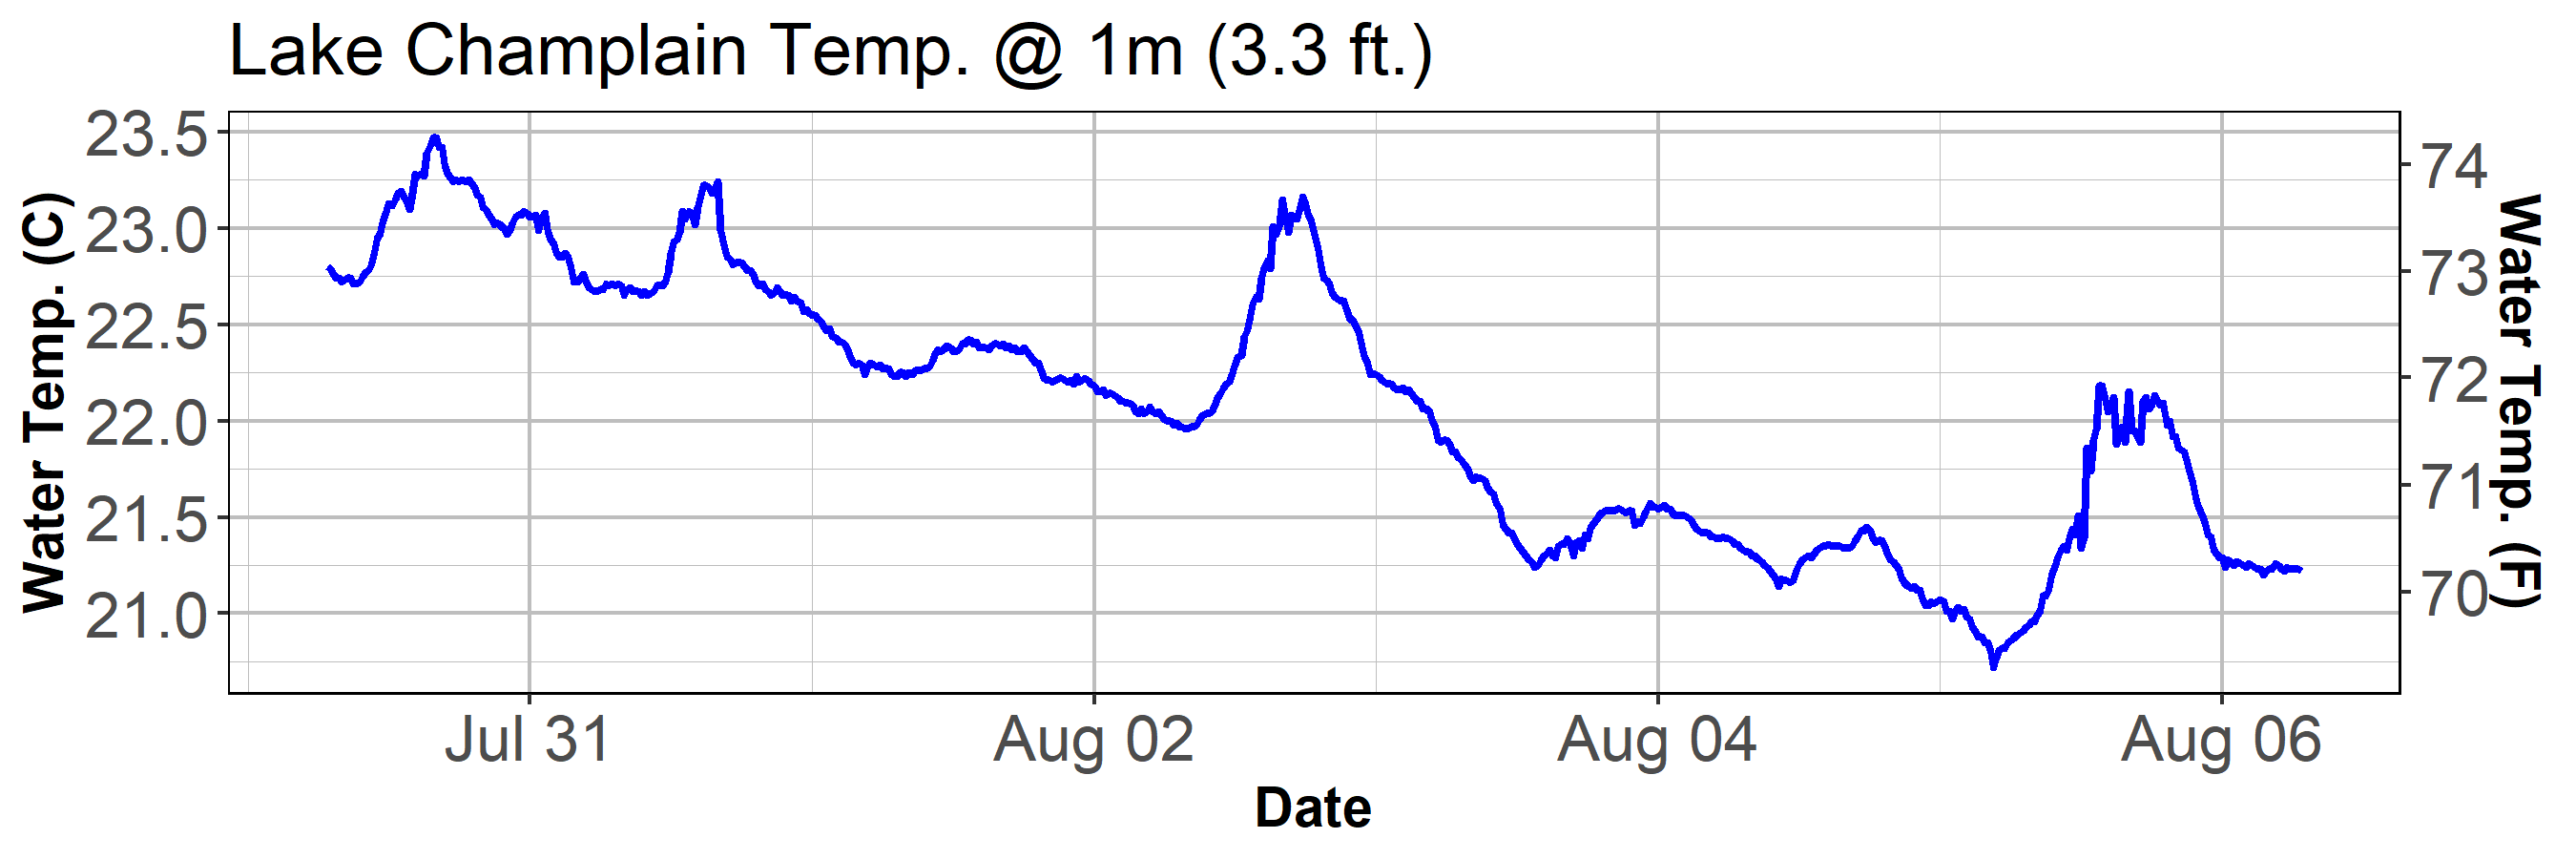 Lake Champlain Temp. @ 1m (3.3 ft.)
Water Temp. (C)
23.5
23.0
22.5
22.0
21.5
21.0
74
73
72
71
70
Water Temp. (F)
Jul 31 Aug 02 Aug 04 Aug 06
Date